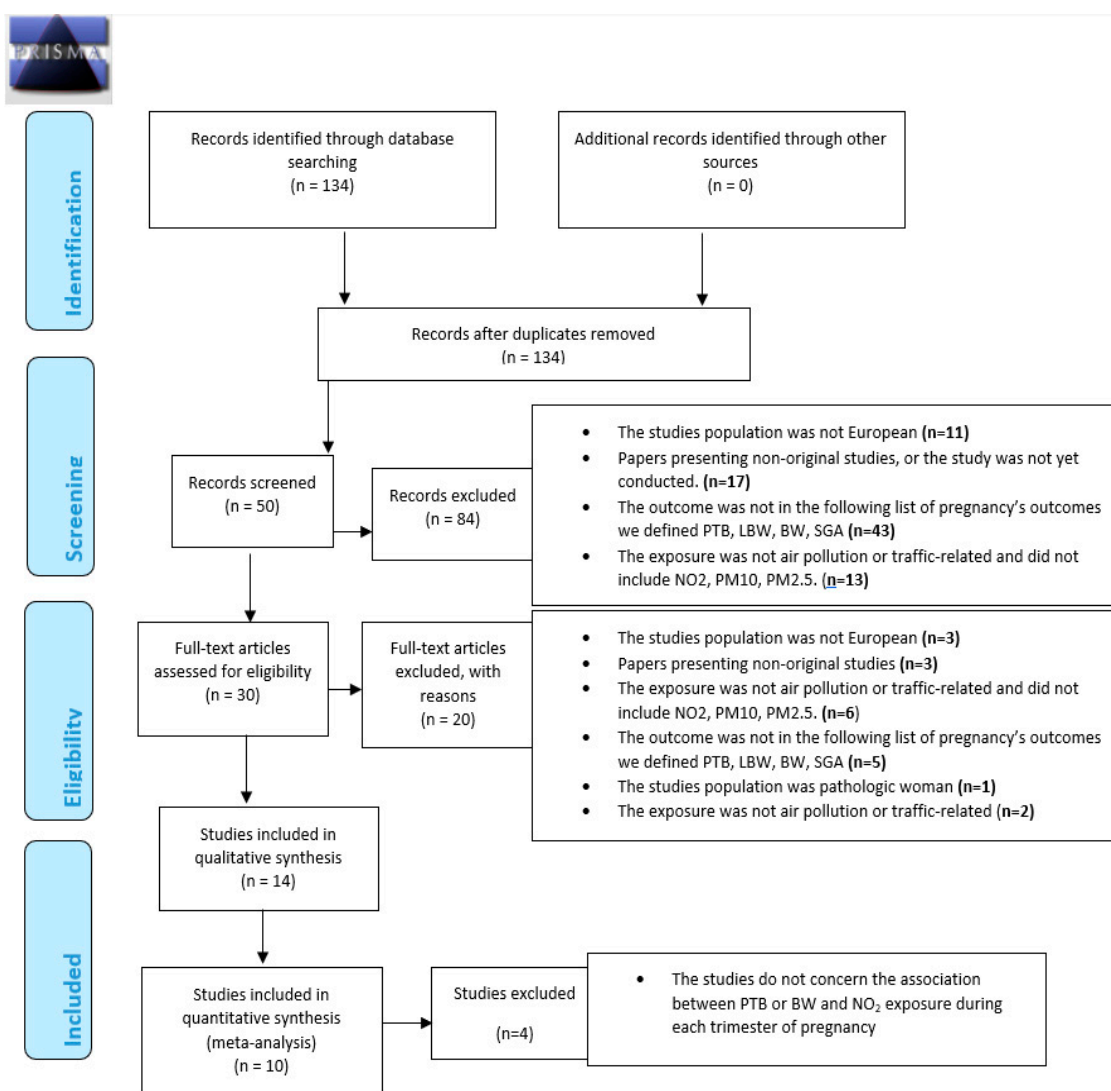 PRISMA
Identification
Records identified through database
searching
(n = 134)
Additional records identified through other
sources
(n = 0)
Records after duplicates removed
(n = 134)
Screening
Records screened
(n = 50)
Records excluded
(n = 84)
• The studies population was not European (n=11)
• Papers presenting non-original studies, or the study was not yet
conducted. (n=17)
• The outcome was not in the following list of pregnancy’s outcomes
we defined PTB, LBW, BW, SGA (n=43)
• The exposure was not air pollution or traffic-related and did not
include NO2, PM10, PM2.5. (n=13)
Eligibility
Full-text articles
assessed for eligibility
(n = 30)
Full-text articles
excluded, with
reasons
(n = 20)
• The studies population was not European (n=3)
• Papers presenting non-original studies (n=3)
• The exposure was not air pollution or traffic-related and did not
include NO2, PM10, PM2.5. (n=6)
• The outcome was not in the following list of pregnancy’s outcomes
we defined PTB, LBW, BW, SGA (n=5)
• The studies population was pathologic woman (n=1)
• The exposure was not air pollution or traffic-related (n=2)
Studies included in
qualitative synthesis
(n = 14)
Included
Studies included in
quantitative synthesis
(meta-analysis)
(n = 10)
Studies excluded
(n=4)
• The studies do not concern the association
between PTB or BW and NO₂ exposure during
each trimester of pregnancy